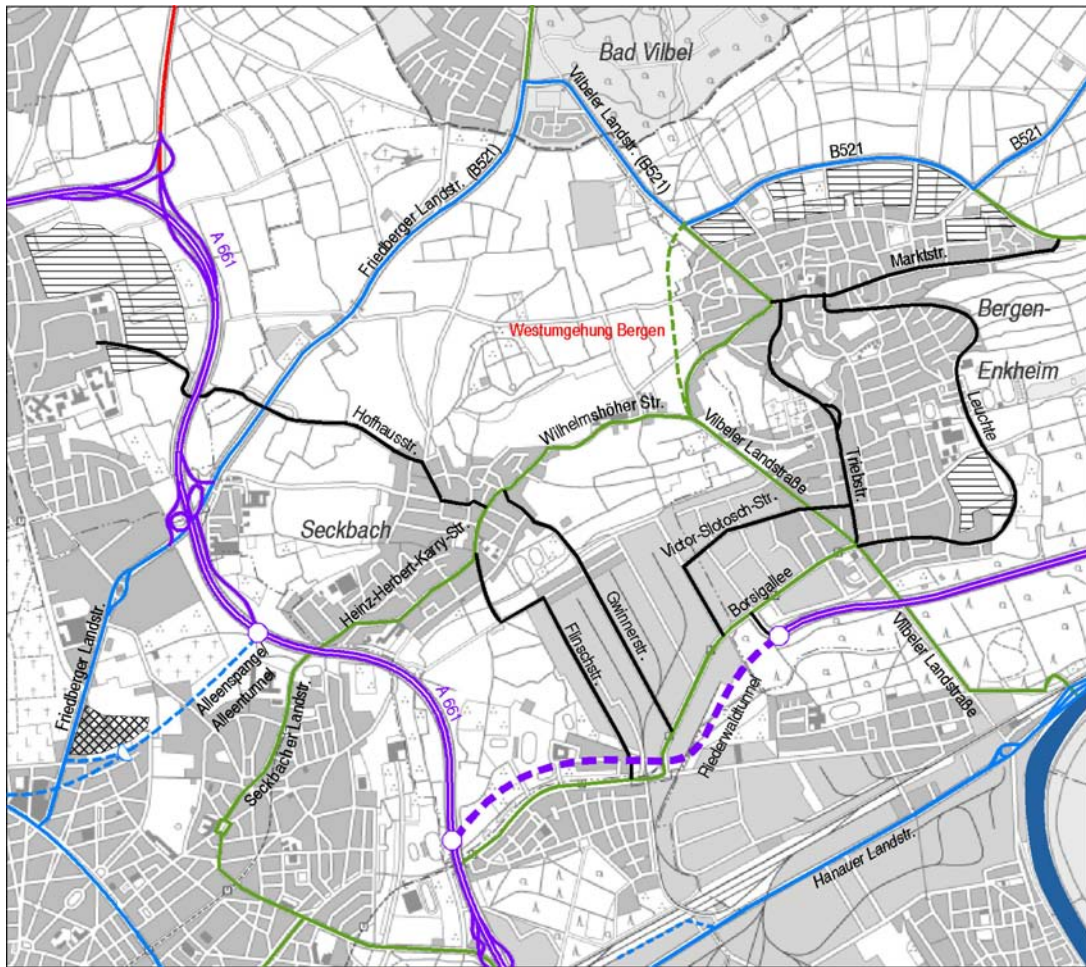 Bad Vilbel
Vilbeler Landstr. (B521)
B521
B521
Friedberger Landstr. (B521)
A 661
Marktstr.
Bergen-
Enkheim
Westumgehung Bergen
Leuchte
Hofhausstr.
Wilhelmshöher Str.
Vilbeler Landstraße
Triebstr.
Seckbach
Victor-Slotosch-Str.
Heinz-Herbert-Karry-Str.
Borsigallee
Gwinnerstr.
Flinschstr.
Friedberger Landstr.
Alleenspange/
Alleentunnel
A 661
Vilbeler Landstraße
Riederwaldtunnel
Seckbacher Landstr.
Hanauer Landstr.